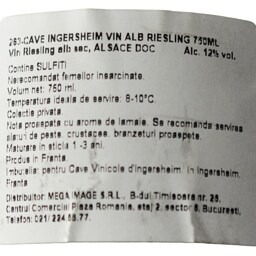 263-CAVE INGERSHEIM VIN ALB RIESLING 750ML
Vin Riesling alb sec, ALSACE DOC Alc. 12% vol.
Contine SULFITI
Nerecomandat femeilor insarcinate.
Volum net: 750 ml.
Temperatura ideala de servire: 8-10°C.
Colectie privata.
Nota proaspata cu aroma de lamaie. Se recomanda servirea
alaturi de peste, crustacee, branzeturi proaspete.
Maturare in sticla 1 -3 ani.
Produs in Franta.
Imbuteliat pentru Cave Vinicole d'Ingersheim. In Ingersheim,
Franta
Distribuitor: MEGA IMAGE S.R.L., B-dul Timisoara nr. 26,
Centrul Comercial Plaza Romania, etaj 2, sector 6, Bucuresti,
Telefon: 021/ 224.66.77.